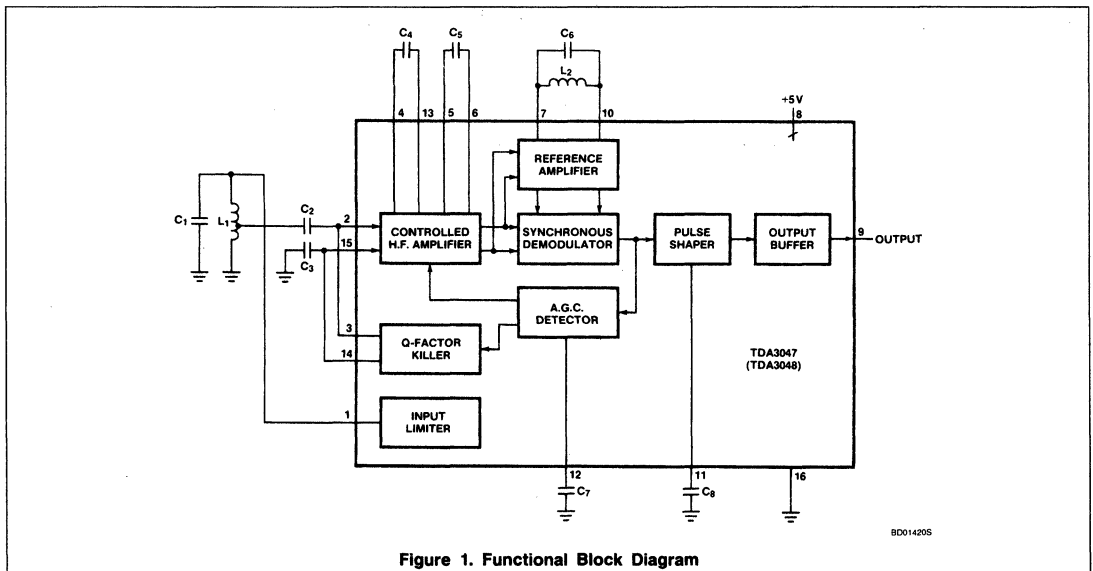 C4
C5
C6
L2
+5V
4
13
5
6
7
10
8
REFERENCE
AMPLIFIER
C1
L1
C2
2
CONTROLLED
H.F. AMPLIFIER
SYNCHRONOUS
DEMODULATOR
PULSE
SHAPER
OUTPUT
BUFFER
9
OUTPUT
15
C3
A.G.C.
DETECTOR
3
Q-FACTOR
KILLER
14
TDA3047
(TDA3048)
1
INPUT
LIMITER
12
C7
11
C8
16
BD01420S
Figure 1. Functional Block Diagram